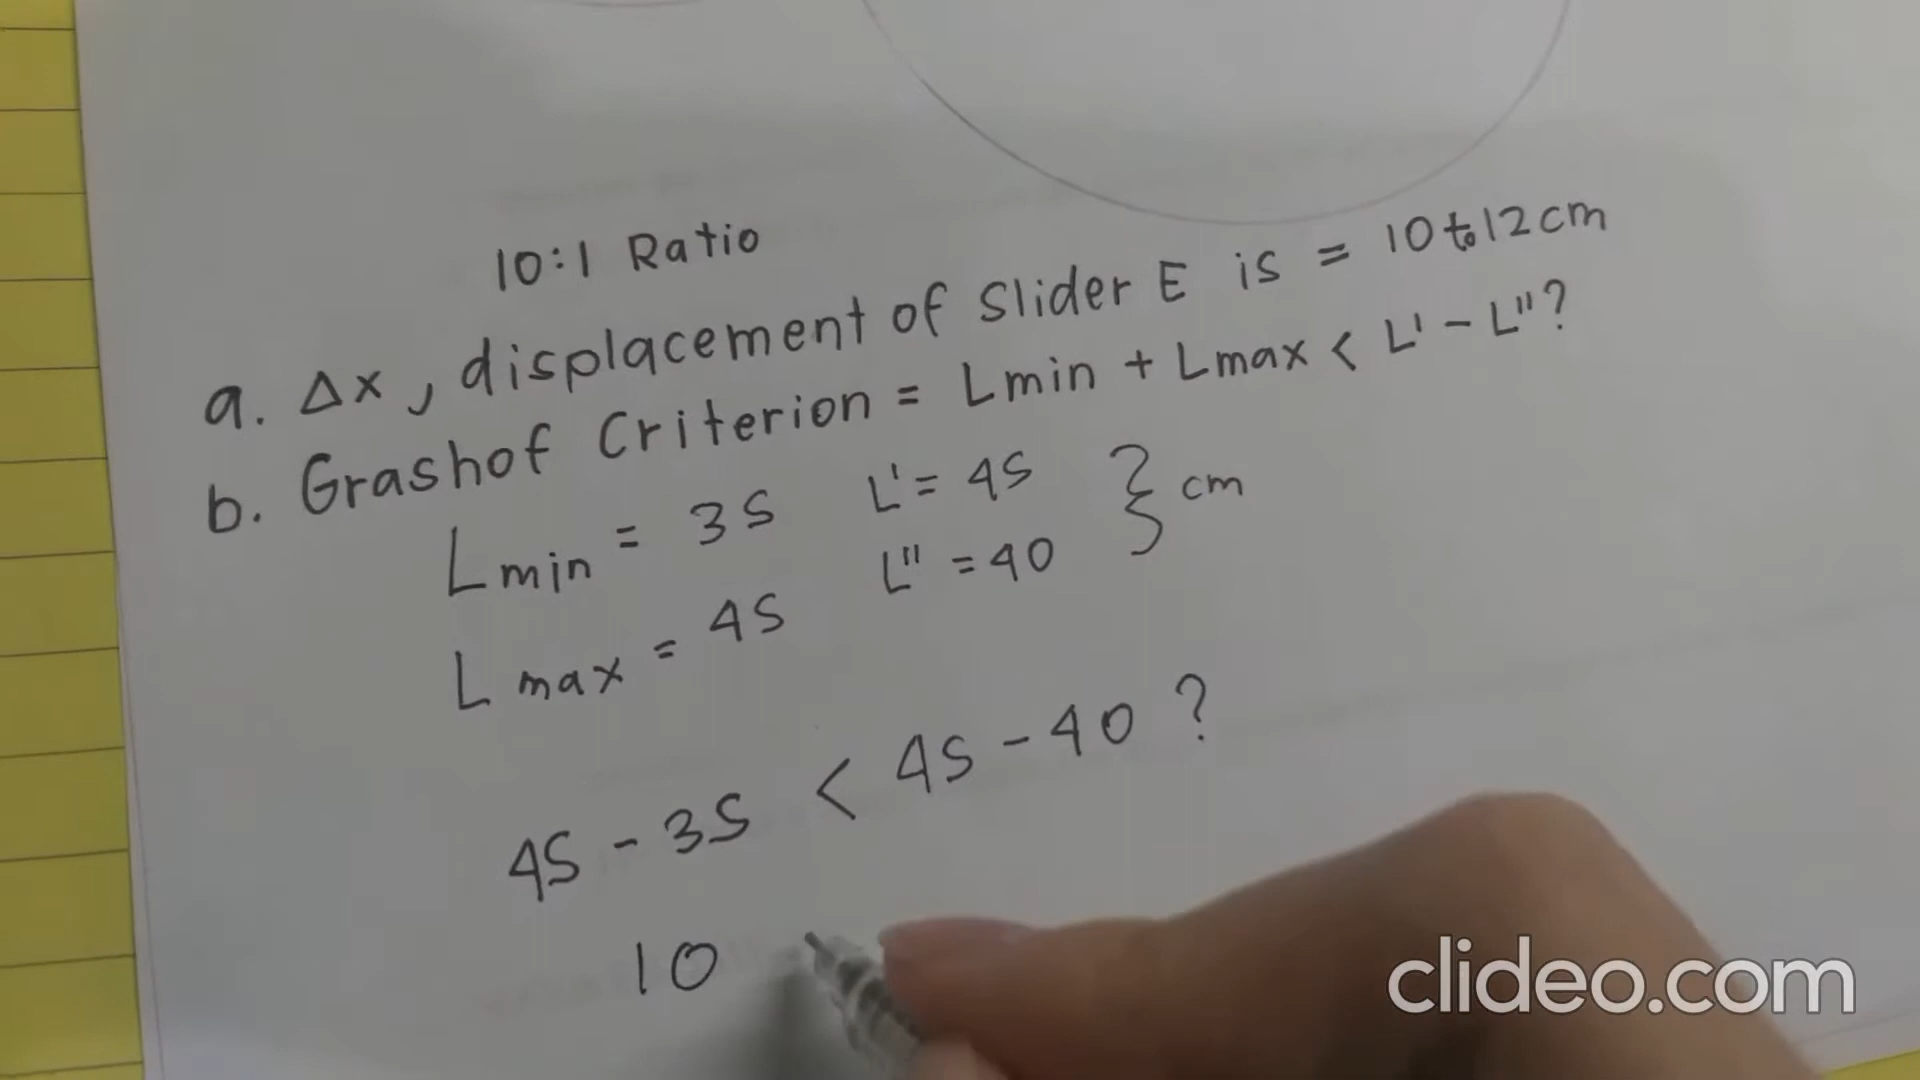 10:1 Ratio
a. Δx, displacement of slider E is = 10 to 12 cm
b. Grashof Criterion = Lmin + Lmax < L' - L"?
Lmin = 35 L' = 45 } cm
Lmax = 45 L" = 40
45 - 35 < 45 - 40 ?
10
clideo.com